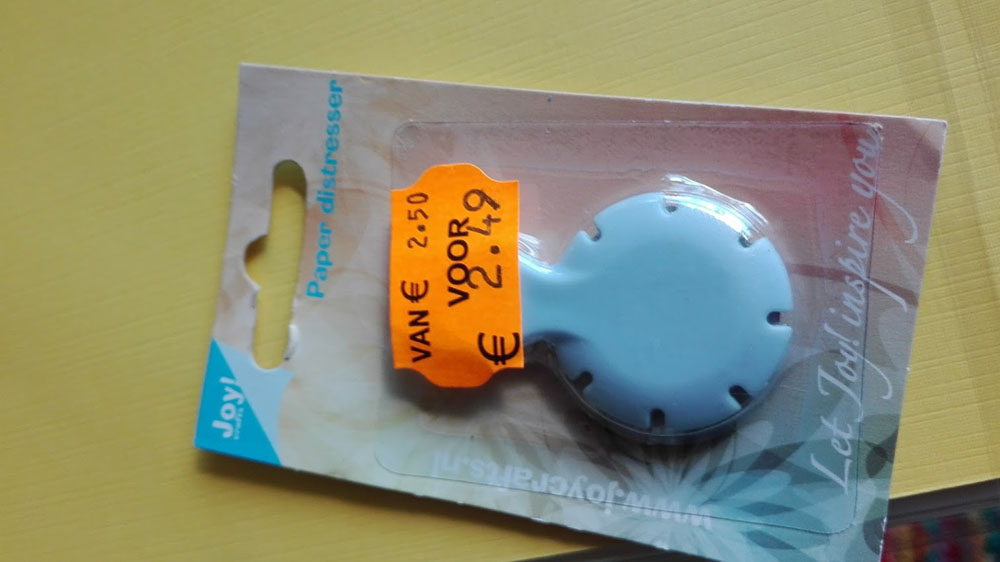 Paper distresser
Joy!
crafts
VAN € 2.50
VOOR
€ 2.49
www.joycrafts.nl
Let Joy! inspire you